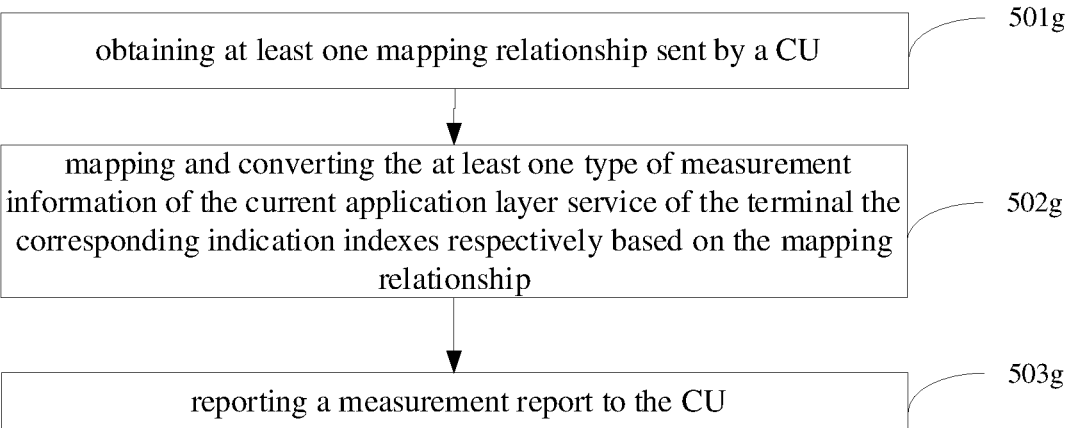 501g
obtaining at least one mapping relationship sent by a CU
mapping and converting the at least one type of measurement
information of the current application layer service of the terminal the
corresponding indication indexes respectively based on the mapping
relationship
502g
503g
reporting a measurement report to the CU